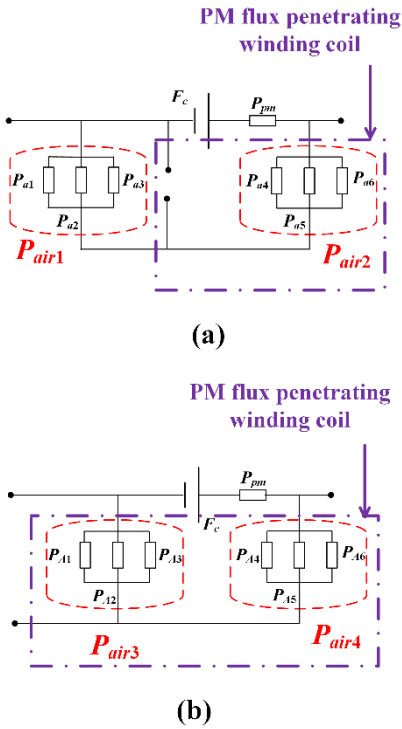 PM flux penetrating
winding coil
Fc Ppm
Pa1 Pa3 Pa4 Pa6
Pa2 Pa5
Pair1 Pair2
(a)
PM flux penetrating
winding coil
Ppm
Fc
PA1 PA3 PA4 PA6
PA2 PA5
Pair3 Pair4
(b)